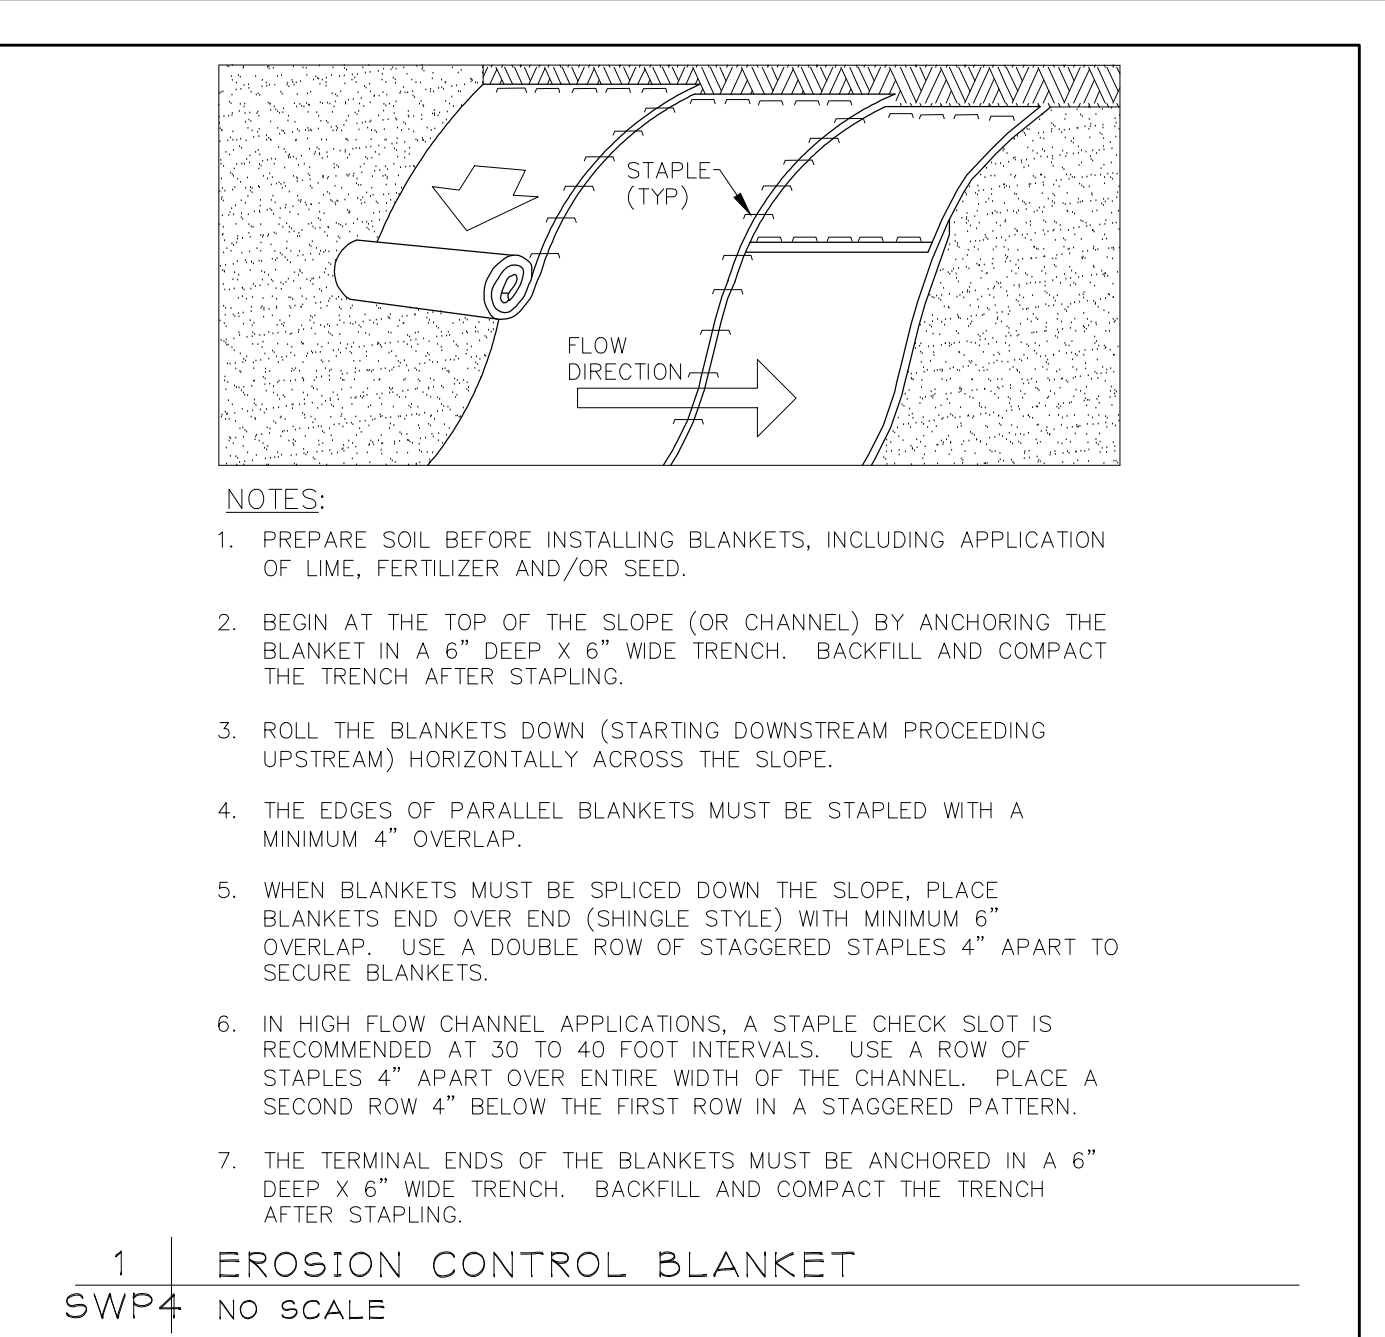 STAPLE
(TYP)
FLOW
DIRECTION
NOTES:
1. PREPARE SOIL BEFORE INSTALLING BLANKETS, INCLUDING APPLICATION
OF LIME, FERTILIZER AND/OR SEED.
2. BEGIN AT THE TOP OF THE SLOPE (OR CHANNEL) BY ANCHORING THE
BLANKET IN A 6” DEEP X 6” WIDE TRENCH. BACKFILL AND COMPACT
THE TRENCH AFTER STAPLING.
3. ROLL THE BLANKETS DOWN (STARTING DOWNSTREAM PROCEEDING
UPSTREAM) HORIZONTALLY ACROSS THE SLOPE.
4. THE EDGES OF PARALLEL BLANKETS MUST BE STAPLED WITH A
MINIMUM 4” OVERLAP.
5. WHEN BLANKETS MUST BE SPLICED DOWN THE SLOPE, PLACE
BLANKETS END OVER END (SHINGLE STYLE) WITH MINIMUM 6”
OVERLAP. USE A DOUBLE ROW OF STAGGERED STAPLES 4” APART TO
SECURE BLANKETS.
6. IN HIGH FLOW CHANNEL APPLICATIONS, A STAPLE CHECK SLOT IS
RECOMMENDED AT 30 TO 40 FOOT INTERVALS. USE A ROW OF
STAPLES 4” APART OVER ENTIRE WIDTH OF THE CHANNEL. PLACE A
SECOND ROW 4” BELOW THE FIRST ROW IN A STAGGERED PATTERN.
7. THE TERMINAL ENDS OF THE BLANKETS MUST BE ANCHORED IN A 6”
DEEP X 6” WIDE TRENCH. BACKFILL AND COMPACT THE TRENCH
AFTER STAPLING.
1 EROSION CONTROL BLANKET
SWP4 NO SCALE